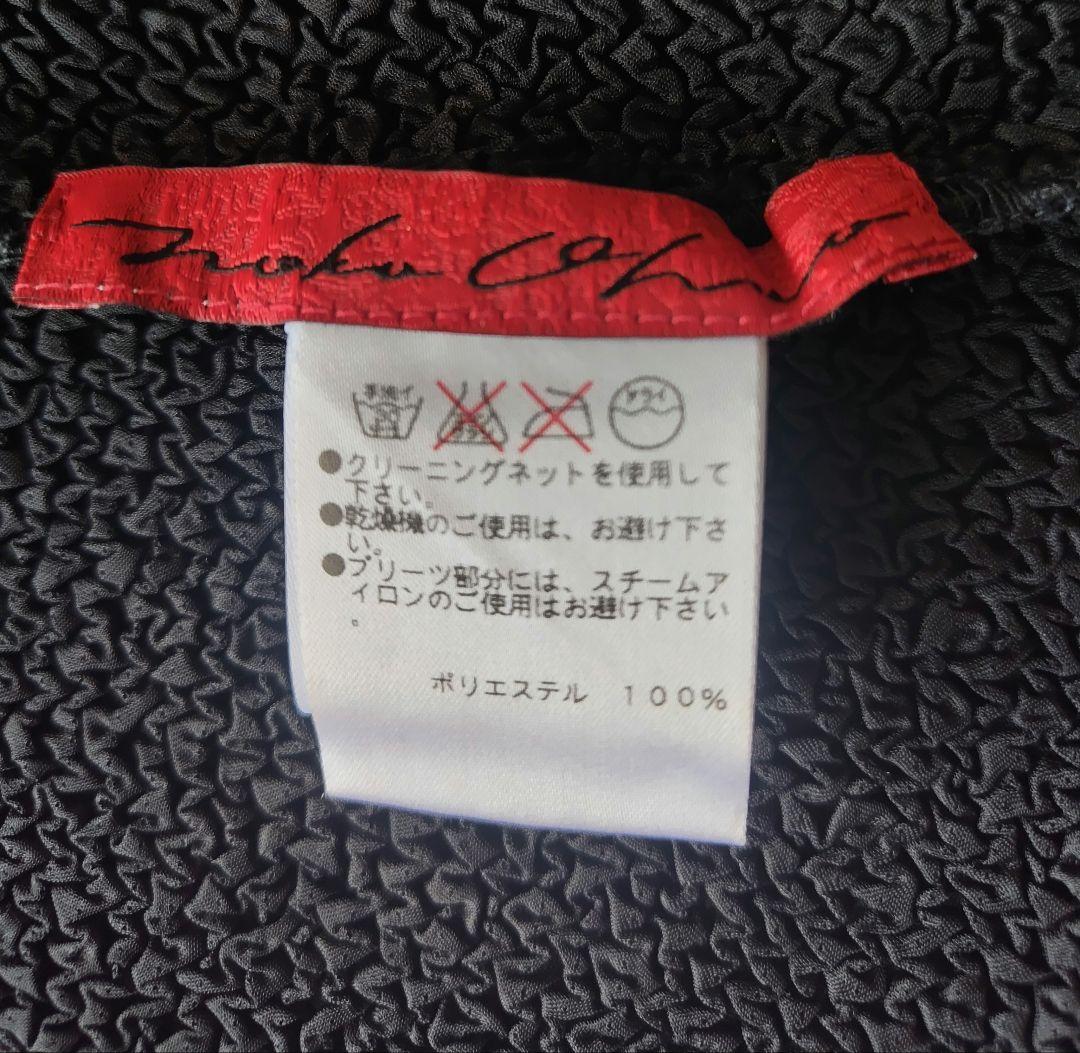 手洗イ
ドライ
●クリーニングネットを使用して
下さい。
●乾燥機のご使用は、お避け下さ
い。
●プリーツ部分には、スチームア
イロンのご使用はお避け下さい
。
ポリエステル　１００％